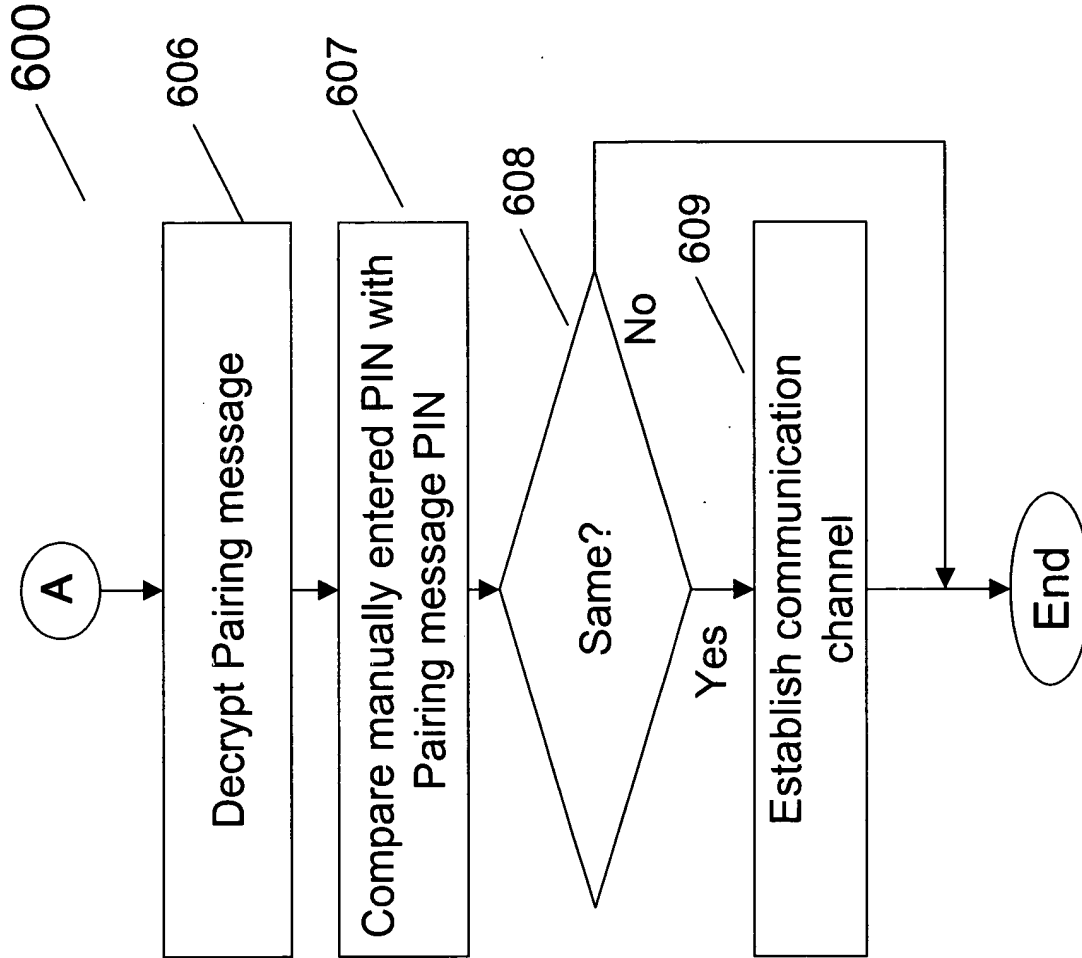 600
A
Decrypt Pairing message
606
Compare manually entered PIN with
Pairing message PIN
607
Same?
608
No
Yes
Establish communication
channel
609
End